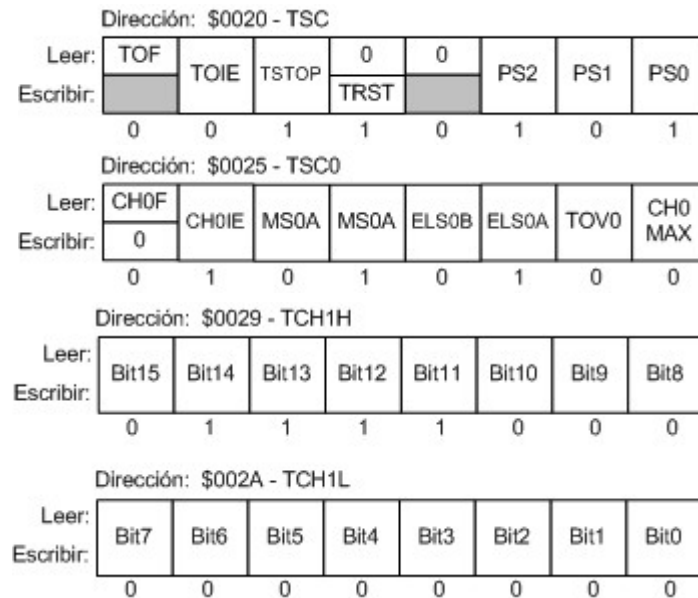 Dirección: $0020 - TSC
Leer: TOF TOIE TSTOP 0 0 PS2 PS1 PS0
Escribir: TRST
0 0 1 1 0 1 0 1
Dirección: $0025 - TSC0
Leer: CH0F CH0IE MS0A MS0A ELS0B ELS0A TOV0 CH0 MAX
Escribir: 0
0 1 0 1 0 1 0 0
Dirección: $0029 - TCH1H
Leer: Bit15 Bit14 Bit13 Bit12 Bit11 Bit10 Bit9 Bit8
Escribir:
0 1 1 1 1 0 0 0
Dirección: $002A - TCH1L
Leer: Bit7 Bit6 Bit5 Bit4 Bit3 Bit2 Bit1 Bit0
Escribir:
0 0 0 0 0 0 0 0